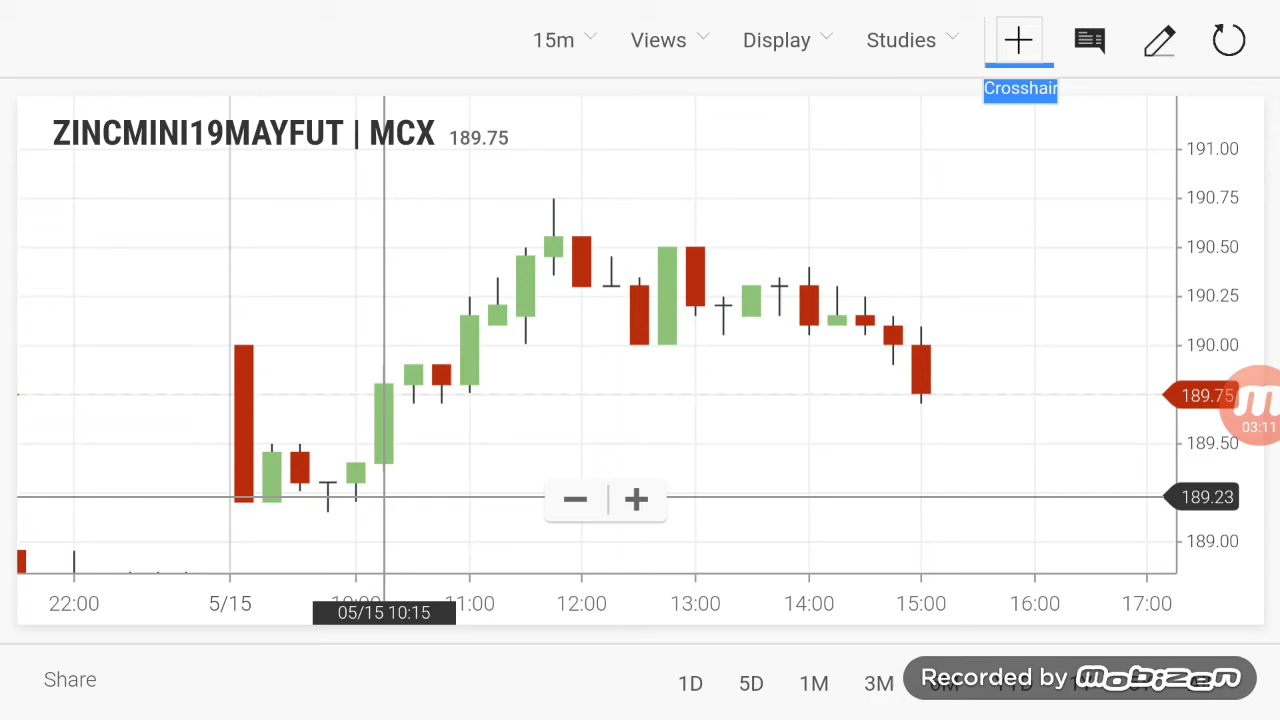 15m Views Display Studies
Crosshair
ZINCMINI19MAYFUT | MCX 189.75
191.00
190.75
190.50
190.25
190.00
189.75
03:11
189.50
189.23
189.00
22:00 5/15 10:00 11:00 12:00 13:00 14:00 15:00 16:00 17:00
05/15 10:15
Share 1D 5D 1M 3M
Recorded by mobizen